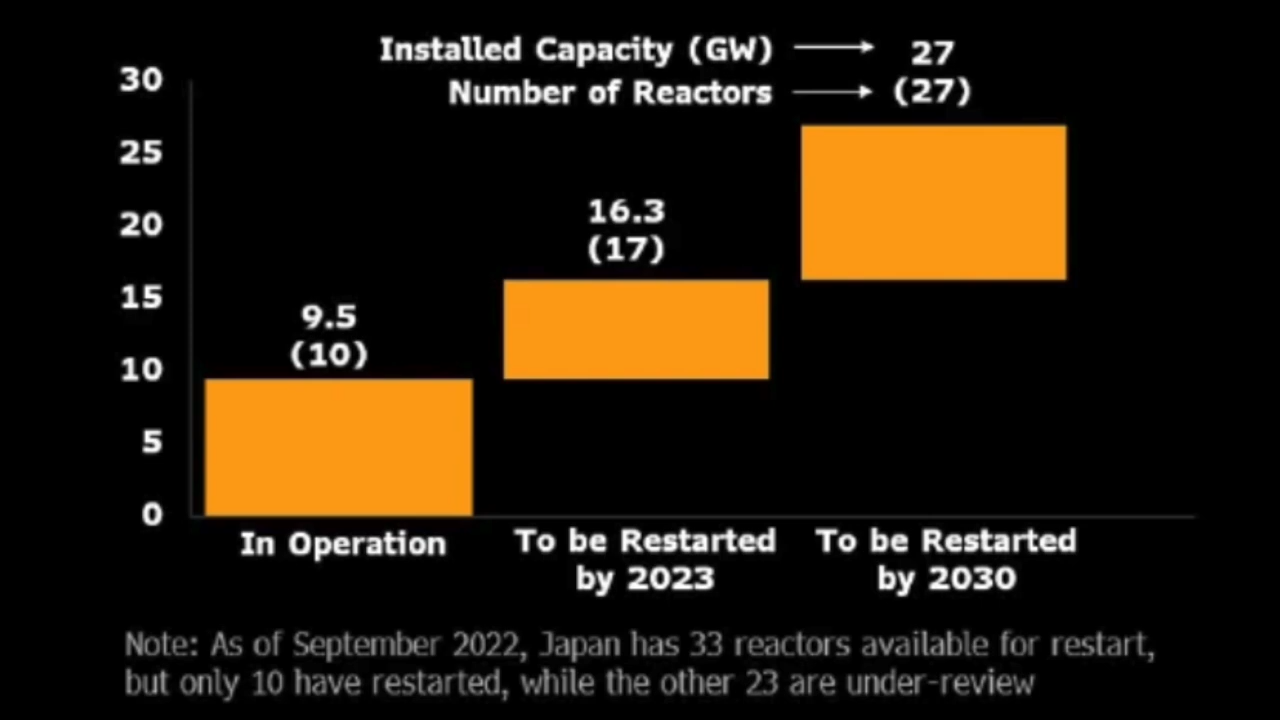 Installed Capacity (GW) 27
Number of Reactors (27)
30
25
20
15
10
5
0
9.5
(10)
16.3
(17)
In Operation
To be Restarted
by 2023
To be Restarted
by 2030
Note: As of September 2022, Japan has 33 reactors available for restart,
but only 10 have restarted, while the other 23 are under-review